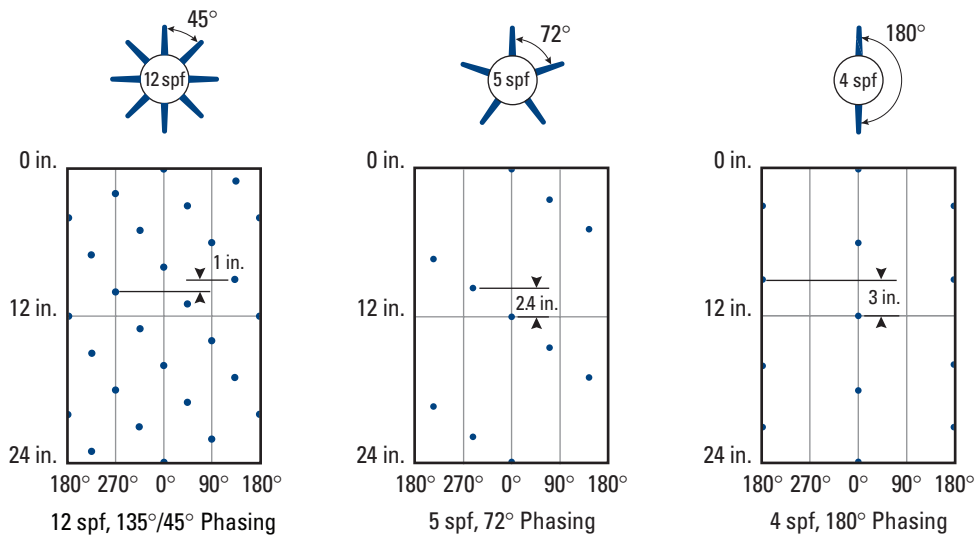 45°
12 spf
72°
5 spf
180°
4 spf
0 in.
12 in.
24 in.
1 in.
180° 270° 0° 90° 180°
12 spf, 135°/45° Phasing
0 in.
12 in.
24 in.
2.4 in.
180° 270° 0° 90° 180°
5 spf, 72° Phasing
0 in.
12 in.
24 in.
3 in.
180° 270° 0° 90° 180°
4 spf, 180° Phasing